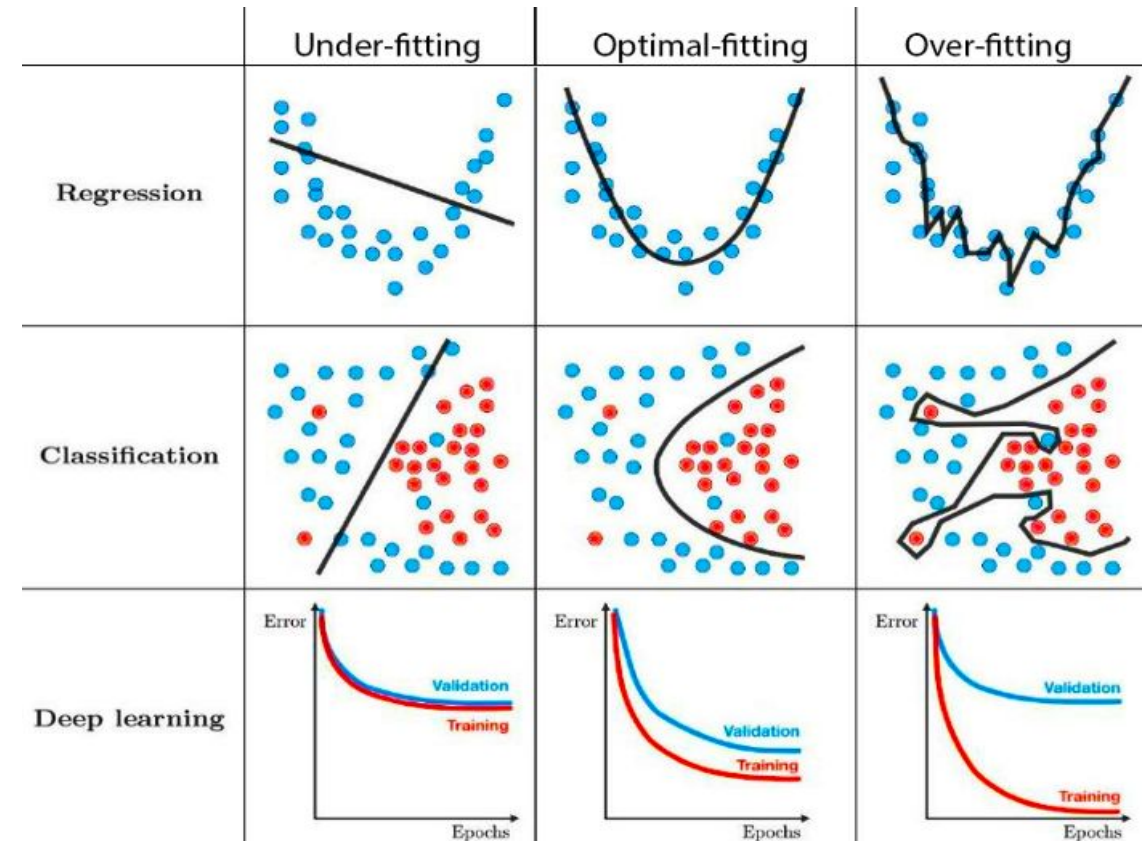 Under-fitting
Optimal-fitting
Over-fitting
Regression
Classification
Deep learning
Error
Validation
Training
Epochs
Error
Validation
Training
Epochs
Error
Validation
Training
Epochs